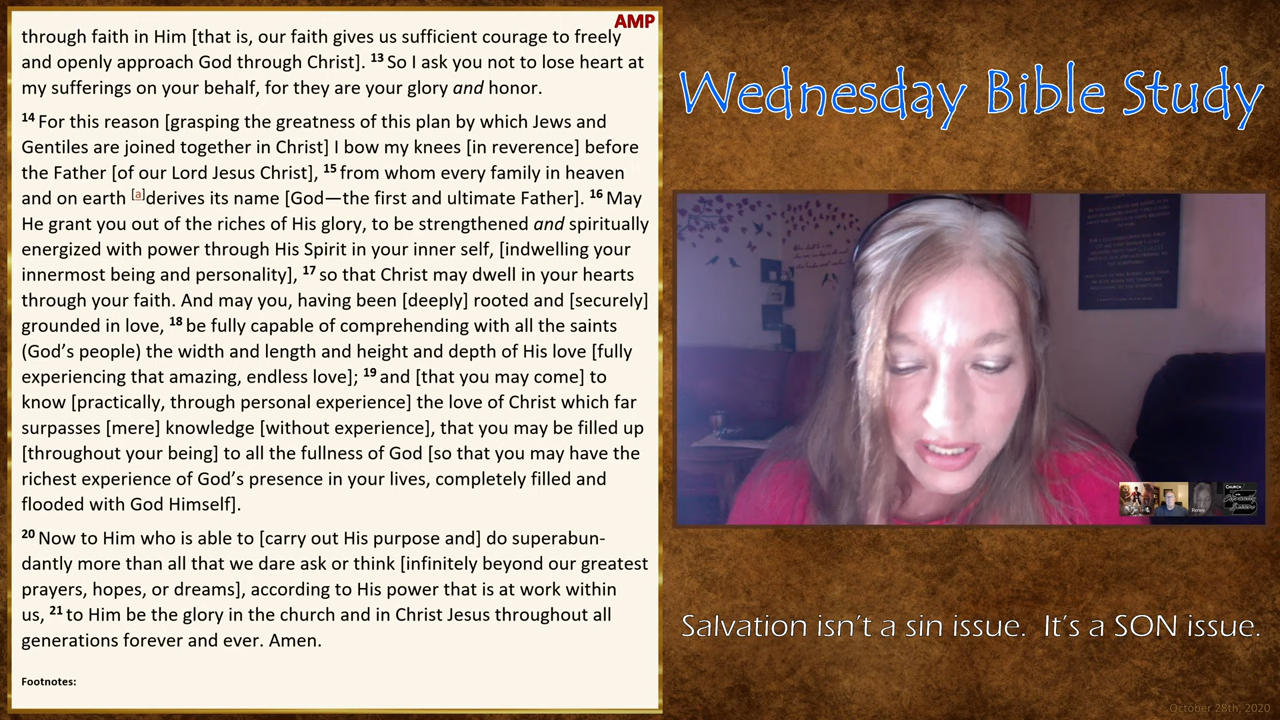 AMP
through faith in Him [that is, our faith gives us sufficient courage to freely
and openly approach God through Christ]. 13 So I ask you not to lose heart at
my sufferings on your behalf, for they are your glory and honor.
14 For this reason [grasping the greatness of this plan by which Jews and
Gentiles are joined together in Christ] I bow my knees [in reverence] before
the Father [of our Lord Jesus Christ], 15 from whom every family in heaven
and on earth [a]derives its name [God—the first and ultimate Father]. 16 May
He grant you out of the riches of His glory, to be strengthened and spiritually
energized with power through His Spirit in your inner self, [indwelling your
innermost being and personality], 17 so that Christ may dwell in your hearts
through your faith. And may you, having been [deeply] rooted and [securely]
grounded in love, 18 be fully capable of comprehending with all the saints
(God’s people) the width and length and height and depth of His love [fully
experiencing that amazing, endless love]; 19 and [that you may come] to
know [practically, through personal experience] the love of Christ which far
surpasses [mere] knowledge [without experience], that you may be filled up
[throughout your being] to all the fullness of God [so that you may have the
richest experience of God’s presence in your lives, completely filled and
flooded with God Himself].
20 Now to Him who is able to [carry out His purpose and] do superabun-
dantly more than all that we dare ask or think [infinitely beyond our greatest
prayers, hopes, or dreams], according to His power that is at work within
us, 21 to Him be the glory in the church and in Christ Jesus throughout all
generations forever and ever. Amen.
Footnotes:
Wednesday Bible Study
CHURCH
Renee
Salvation isn’t a sin issue. It’s a SON issue.
October 28th, 2020